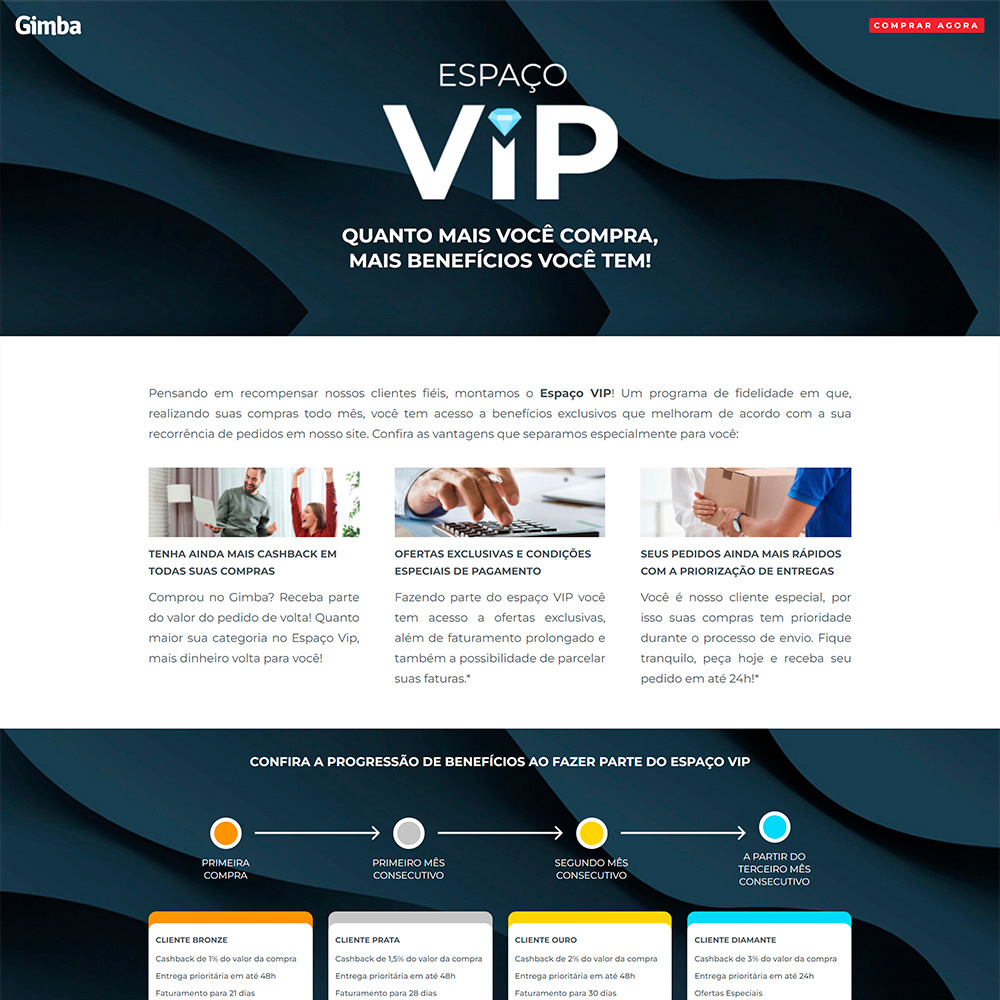 Gimba
COMPRAR AGORA
ESPAÇO
ViP
QUANTO MAIS VOCÊ COMPRA,
MAIS BENEFÍCIOS VOCÊ TEM!
Pensando em recompensar nossos clientes fiéis, montamos o Espaço VIP! Um programa de fidelidade em que,
realizando suas compras todo mês, você tem acesso a benefícios exclusivos que melhoram de acordo com a sua
recorrência de pedidos em nosso site. Confira as vantagens que separamos especialmente para você:
TENHA AINDA MAIS CASHBACK EM
TODAS SUAS COMPRAS
Comprou no Gimba? Receba parte
do valor do pedido de volta! Quanto
maior sua categoria no Espaço Vip,
mais dinheiro volta para você!
OFERTAS EXCLUSIVAS E CONDIÇÕES
ESPECIAIS DE PAGAMENTO
Fazendo parte do espaço VIP você
tem acesso a ofertas exclusivas,
além de faturamento prolongado e
também a possibilidade de parcelar
suas faturas.*
SEUS PEDIDOS AINDA MAIS RÁPIDOS
COM A PRIORIZAÇÃO DE ENTREGAS
Você é nosso cliente especial, por
isso suas compras tem prioridade
durante o processo de envio. Fique
tranquilo, peça hoje e receba seu
pedido em até 24h!*
CONFIRA A PROGRESSÃO DE BENEFÍCIOS AO FAZER PARTE DO ESPAÇO VIP
PRIMEIRA
COMPRA
PRIMEIRO MÊS
CONSECUTIVO
SEGUNDO MÊS
CONSECUTIVO
A PARTIR DO
TERCEIRO MÊS
CONSECUTIVO
CLIENTE BRONZE
Cashback de 1% do valor da compra
Entrega prioritária em até 48h
Faturamento para 21 dias
CLIENTE PRATA
Cashback de 1,5% do valor da compra
Entrega prioritária em até 48h
Faturamento para 28 dias
CLIENTE OURO
Cashback de 2% do valor da compra
Entrega prioritária em até 48h
Faturamento para 30 dias
CLIENTE DIAMANTE
Cashback de 3% do valor da compra
Entrega prioritária em até 24h
Ofertas Especiais